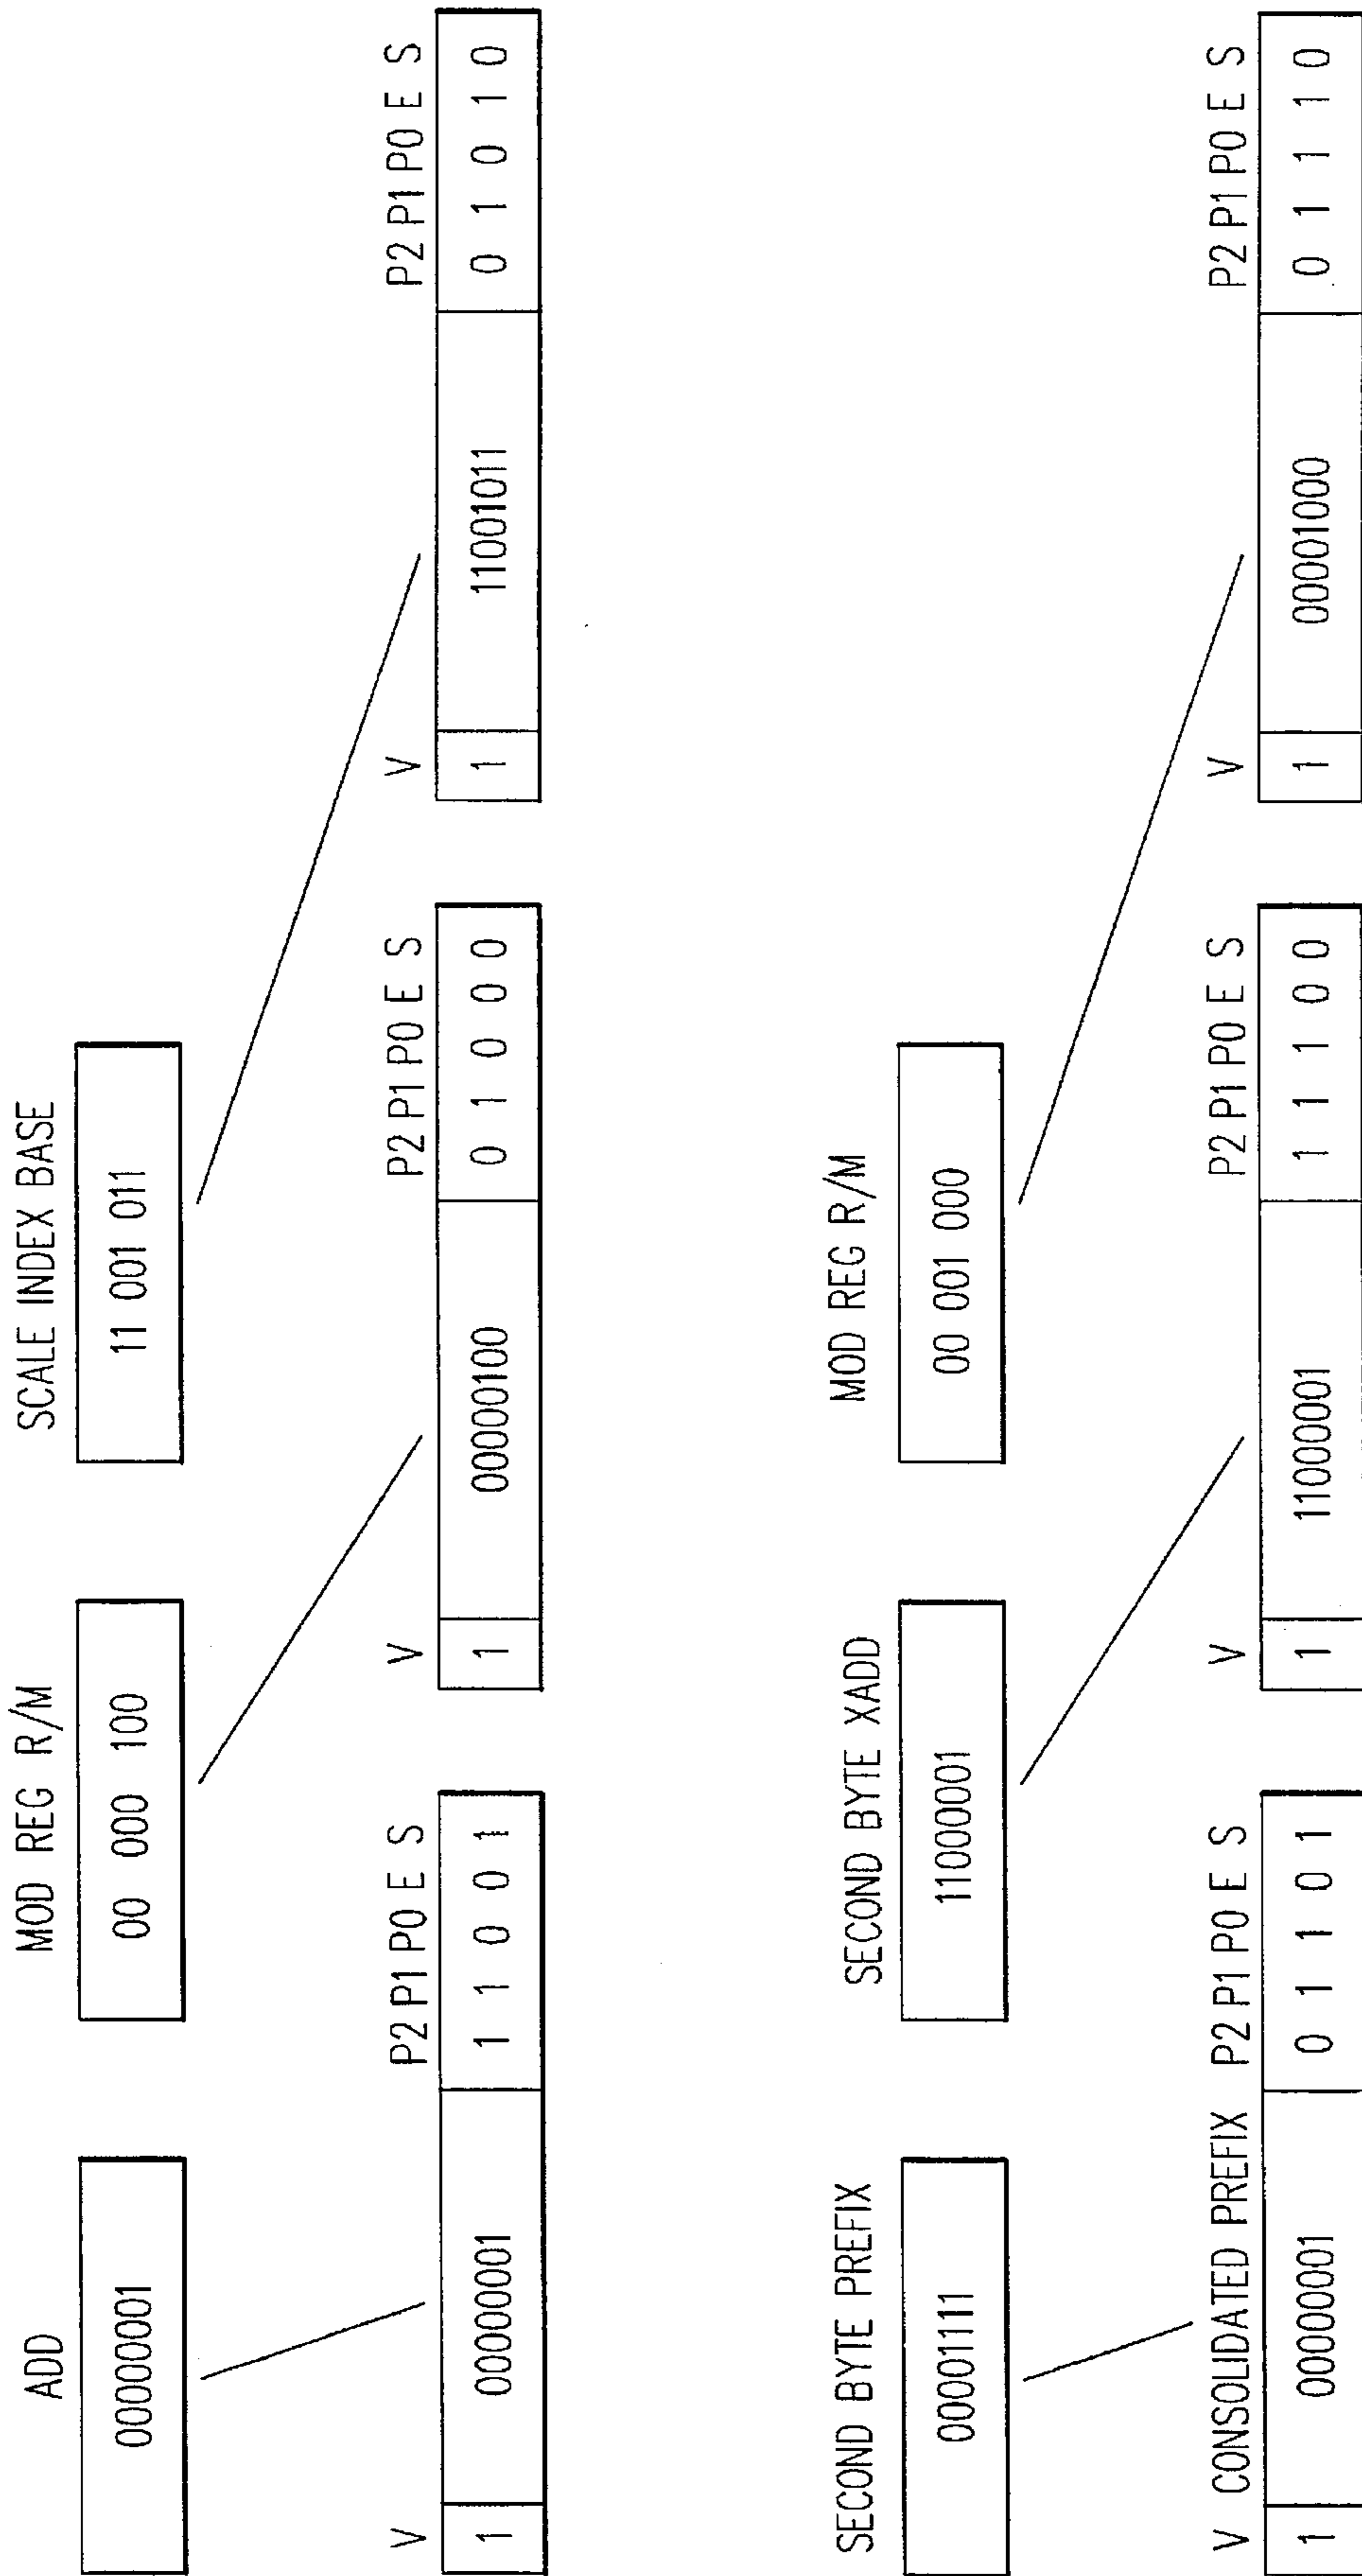 ADD MOD REG R/M SCALE INDEX BASE
00000001 00 000 100 11 001 011
V P2 P1 P0 E S V P2 P1 P0 E S V P2 P1 P0 E S
1 00000001 1 1 0 0 1 1 00000100 0 1 0 0 0 1 11001011 0 1 0 1 0
SECOND BYTE PREFIX SECOND BYTE XADD MOD REG R/M
00001111 11000001 00 001 000
V CONSOLIDATED PREFIX P2 P1 P0 E S V P2 P1 P0 E S V P2 P1 P0 E S
1 00000001 0 1 1 0 1 1 11000001 1 1 1 0 0 1 00001000 0 1 1 1 0